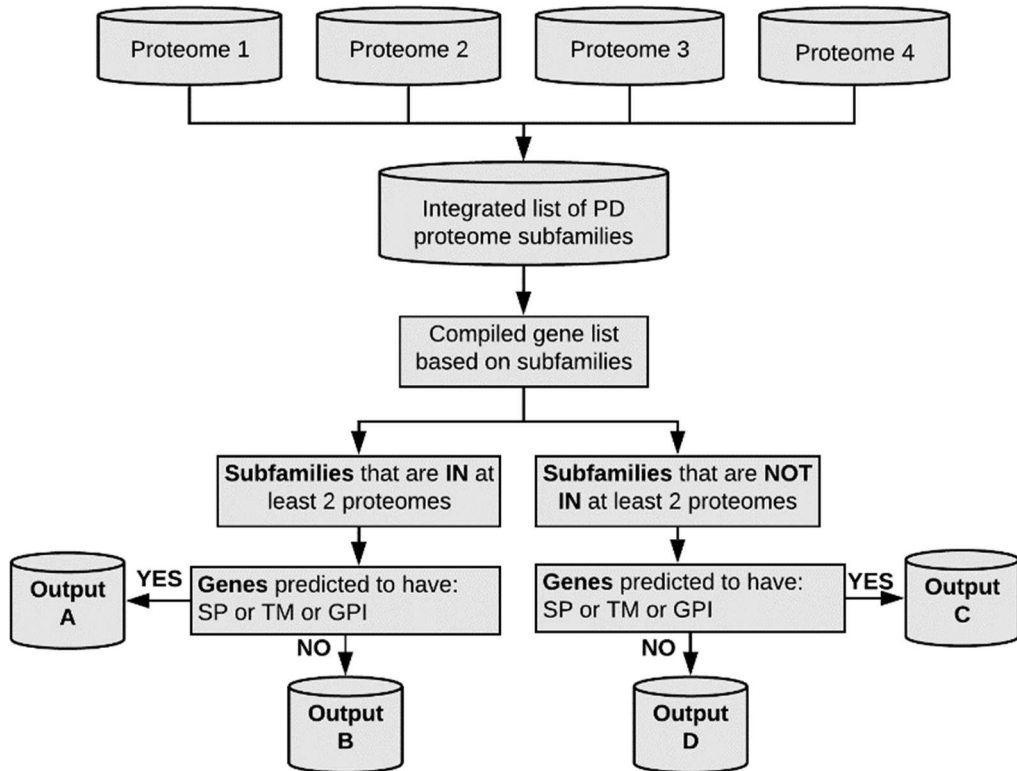 Proteome 1
Proteome 2
Proteome 3
Proteome 4
Integrated list of PD
proteome subfamilies
Compiled gene list
based on subfamilies
Subfamilies that are IN at
least 2 proteomes
Subfamilies that are NOT
IN at least 2 proteomes
Output
A
YES
Genes predicted to have:
SP or TM or GPI
Genes predicted to have:
SP or TM or GPI
YES
Output
C
NO
NO
Output
B
Output
D